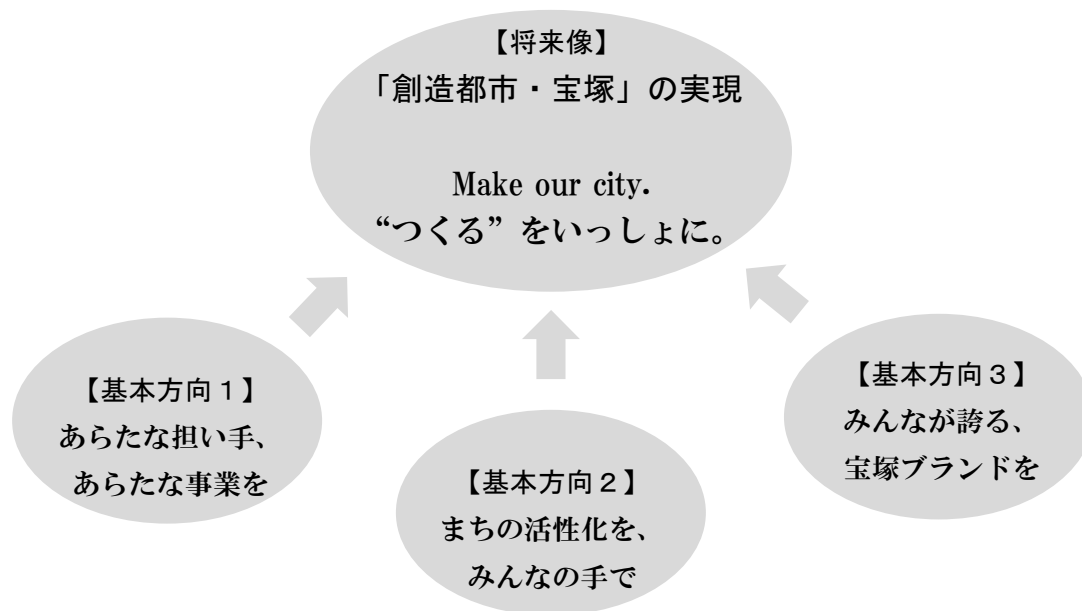 【将来像】
「創造都市・宝塚」の実現
Make our city.
“つくる”をいっしょに。
【基本方向１】
あらたな担い手、
あらたな事業を
【基本方向２】
まちの活性化を、
みんなの手で
【基本方向３】
みんなが誇る、
宝塚ブランドを